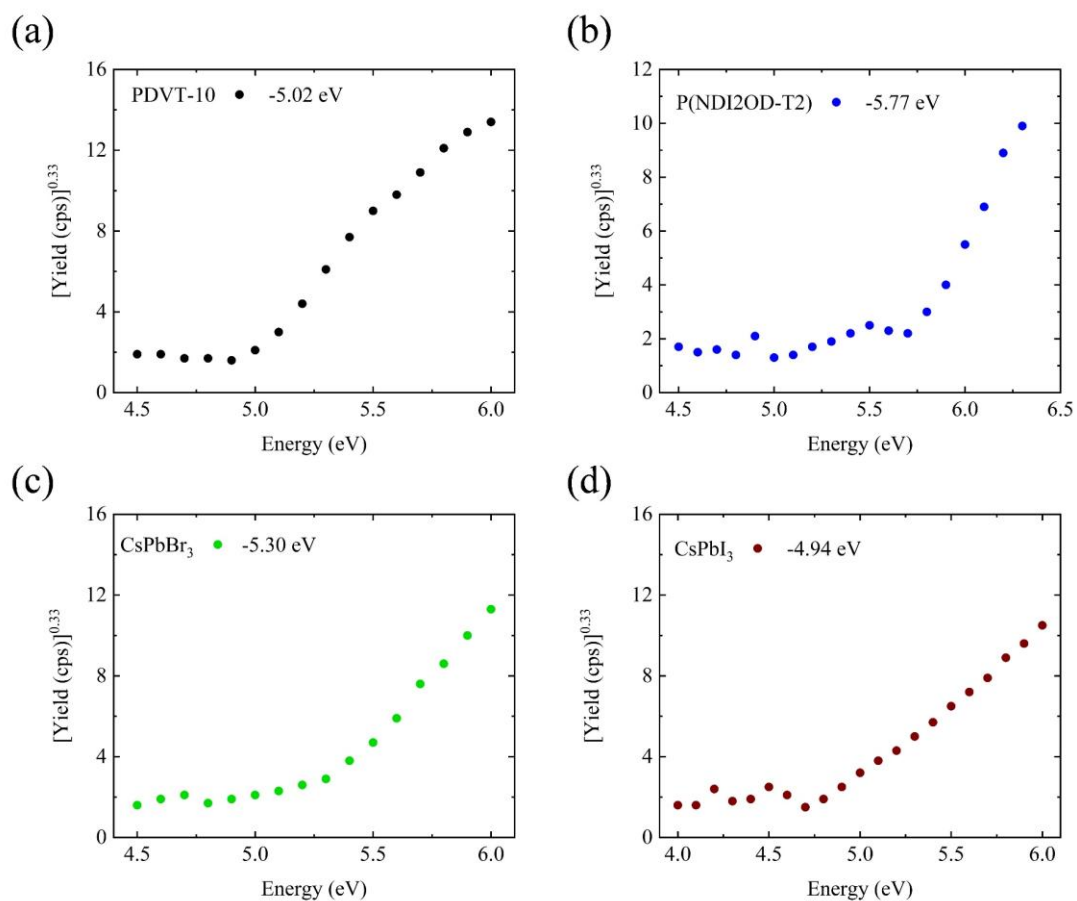 (a)
PDVT-10 -5.02 eV
[Yield (cps)]0.33
16
12
8
4
0
4.5 5.0 5.5 6.0
Energy (eV)
(b)
P(NDI2OD-T2) -5.77 eV
[Yield (cps)]0.33
12
10
8
6
4
2
0
4.5 5.0 5.5 6.0 6.5
Energy (eV)
(c)
CsPbBr3 -5.30 eV
[Yield (cps)]0.33
16
12
8
4
0
4.5 5.0 5.5 6.0
Energy (eV)
(d)
CsPbI3 -4.94 eV
[Yield (cps)]0.33
16
12
8
4
0
4.0 4.5 5.0 5.5 6.0
Energy (eV)